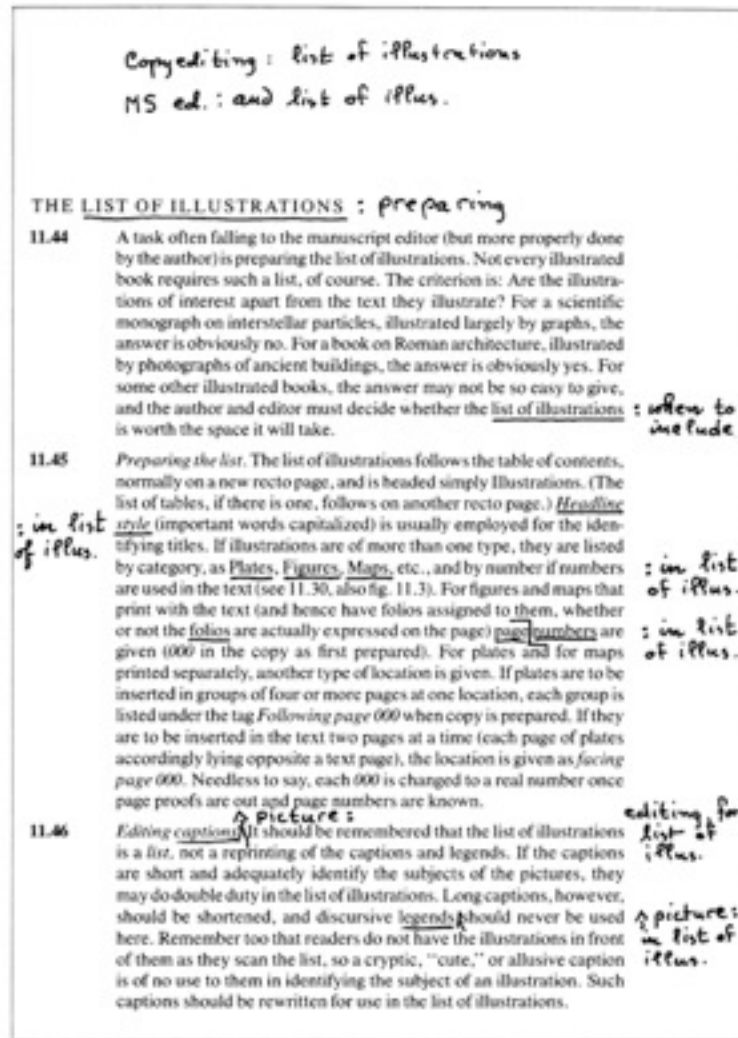 Copyediting: list of illustrations
MS ed.: and list of illus.
THE LIST OF ILLUSTRATIONS : preparing
11.44 A task often falling to the manuscript editor (but more properly done
by the author) is preparing the list of illustrations. Not every illustrated
book requires such a list, of course. The criterion is: Are the illustra-
tions of interest apart from the text they illustrate? For a scientific
monograph on interstellar particles, illustrated largely by graphs, the
answer is obviously no. For a book on Roman architecture, illustrated
by photographs of ancient buildings, the answer is obviously yes. For
some other illustrated books, the answer may not be so easy to give,
and the author and editor must decide whether the list of illustrations : when to
is worth the space it will take. include
11.45 Preparing the list. The list of illustrations follows the table of contents,
normally on a new recto page, and is headed simply Illustrations. (The
list of tables, if there is one, follows on another recto page.) Headline
: in list style (important words capitalized) is usually employed for the iden-
of illus. tifying titles. If illustrations are of more than one type, they are listed
by category, as Plates, Figures, Maps, etc., and by number if numbers : in list
are used in the text (see 11.30, also fig. 11.3). For figures and maps that of illus.
print with the text (and hence have folios assigned to them, whether
or not the folios are actually expressed on the page) page numbers are : in list
given (000 in the copy as first prepared). For plates and for maps of illus.
printed separately, another type of location is given. If plates are to be
inserted in groups of four or more pages at one location, each group is
listed under the tag Following page 000 when copy is prepared. If they
are to be inserted in the text two pages at a time (each page of plates
accordingly lying opposite a text page), the location is given as facing
page 000. Needless to say, each 000 is changed to a real number once
page proofs are out and page numbers are known.
picture: editing for
11.46 Editing captions. It should be remembered that the list of illustrations list of
is a list, not a reprinting of the captions and legends. If the captions illus.
are short and adequately identify the subjects of the pictures, they
may do double duty in the list of illustrations. Long captions, however,
should be shortened, and discursive legends should never be used picture:
here. Remember too that readers do not have the illustrations in front in list of
of them as they scan the list, so a cryptic, "cute," or allusive caption illus.
is of no use to them in identifying the subject of an illustration. Such
captions should be rewritten for use in the list of illustrations.